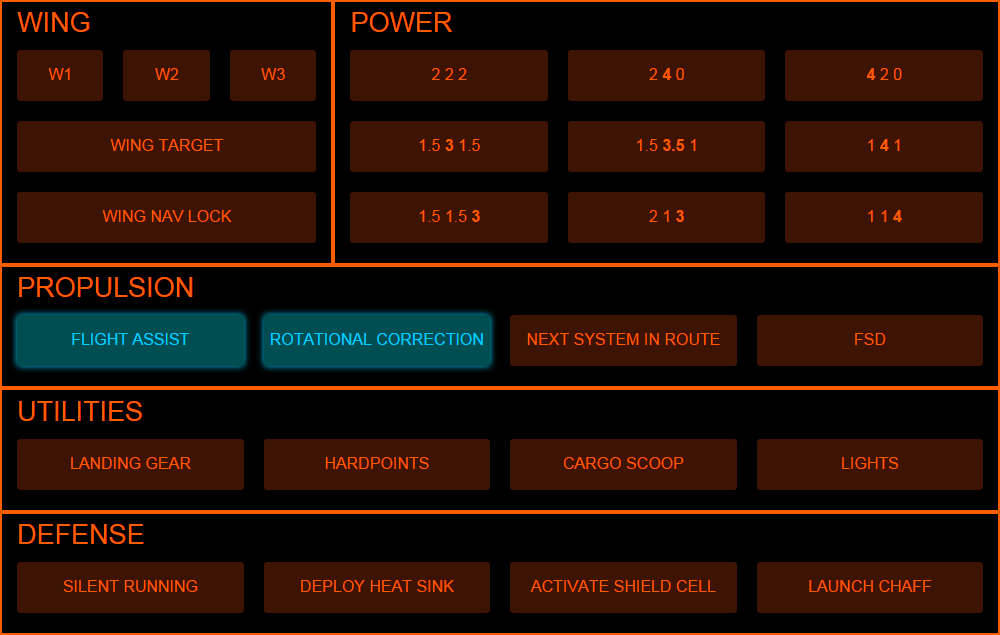 WING
W1 W2 W3
WING TARGET
WING NAV LOCK
POWER
2 2 2
2 4 0
4 2 0
1.5 3 1.5
1.5 3.5 1
1 4 1
1.5 1.5 3
2 1 3
1 1 4
PROPULSION
FLIGHT ASSIST
ROTATIONAL CORRECTION
NEXT SYSTEM IN ROUTE
FSD
UTILITIES
LANDING GEAR
HARDPOINTS
CARGO SCOOP
LIGHTS
DEFENSE
SILENT RUNNING
DEPLOY HEAT SINK
ACTIVATE SHIELD CELL
LAUNCH CHAFF